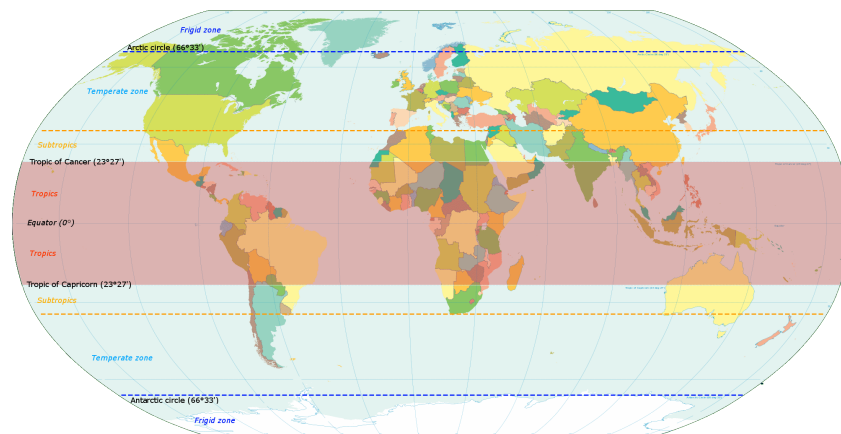 Frigid zone
Arctic circle (66°33')
Temperate zone
Subtropics
Tropic of Cancer (23°27')
Tropics
Equator (0°)
Tropics
Tropic of Capricorn (23°27')
Subtropics
Temperate zone
Antarctic circle (66°33')
Frigid zone